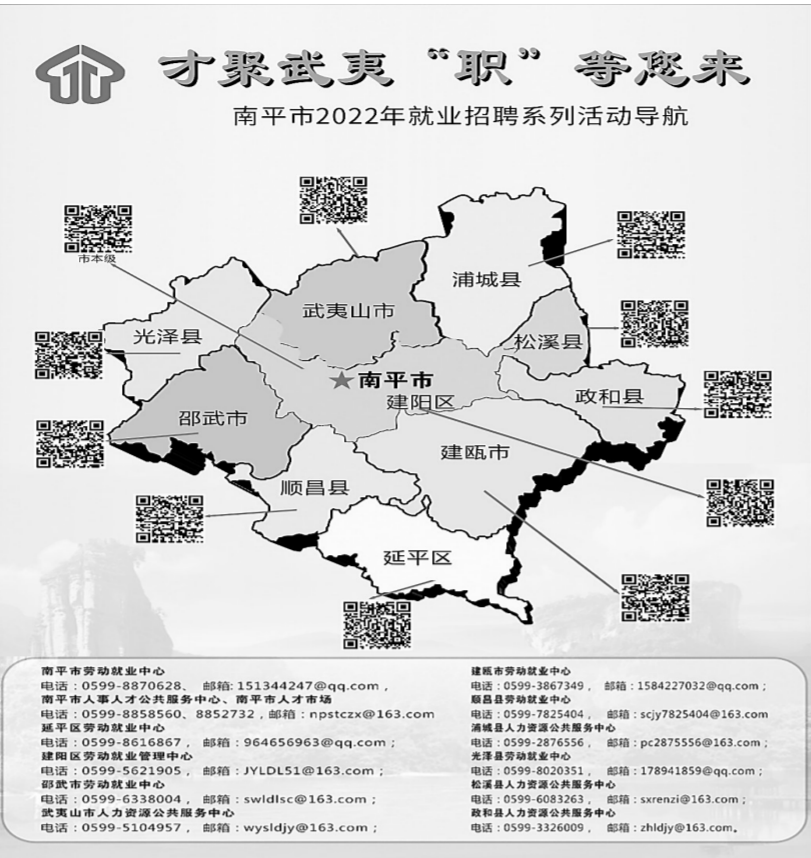 才聚武夷“职”等您来
南平市2022年就业招聘系列活动导航
市本级
浦城县
武夷山市
光泽县
松溪县
南平市
政和县
建阳区
邵武市
建瓯市
顺昌县
延平区
南平市劳动就业中心
电话：0599-8870628、 邮箱：151344247@qq.com，
南平市人事人才公共服务中心、南平市人才市场
电话：0599-8858560、8852732，邮箱：npstczx@163.com
延平区劳动就业中心
电话：0599-8616867， 邮箱：964656963@qq.com；
建阳区劳动就业管理中心
电话：0599-5621905， 邮箱：JYLDL51@163.com；
邵武市劳动就业中心
电话：0599-6338004， 邮箱：swldlsc@163.com；
武夷山市人力资源公共服务中心
电话：0599-5104957， 邮箱：wysldjy@163.com；
建瓯市劳动就业中心
电话：0599-3867349， 邮箱：1584227032@qq.com；
顺昌县劳动就业中心
电话：0599-7825404， 邮箱：scjy7825404@163.com
浦城县人力资源公共服务中心
电话：0599-2876556， 邮箱：pc2875556@163.com；
光泽县劳动就业中心
电话：0599-8020351， 邮箱：178941859@qq.com；
松溪县人力资源公共服务中心
电话：0599-6083263， 邮箱：sxrenzi@163.com；
政和县人力资源公共服务中心
电话：0599-3326009， 邮箱：zhldjy@163.com。